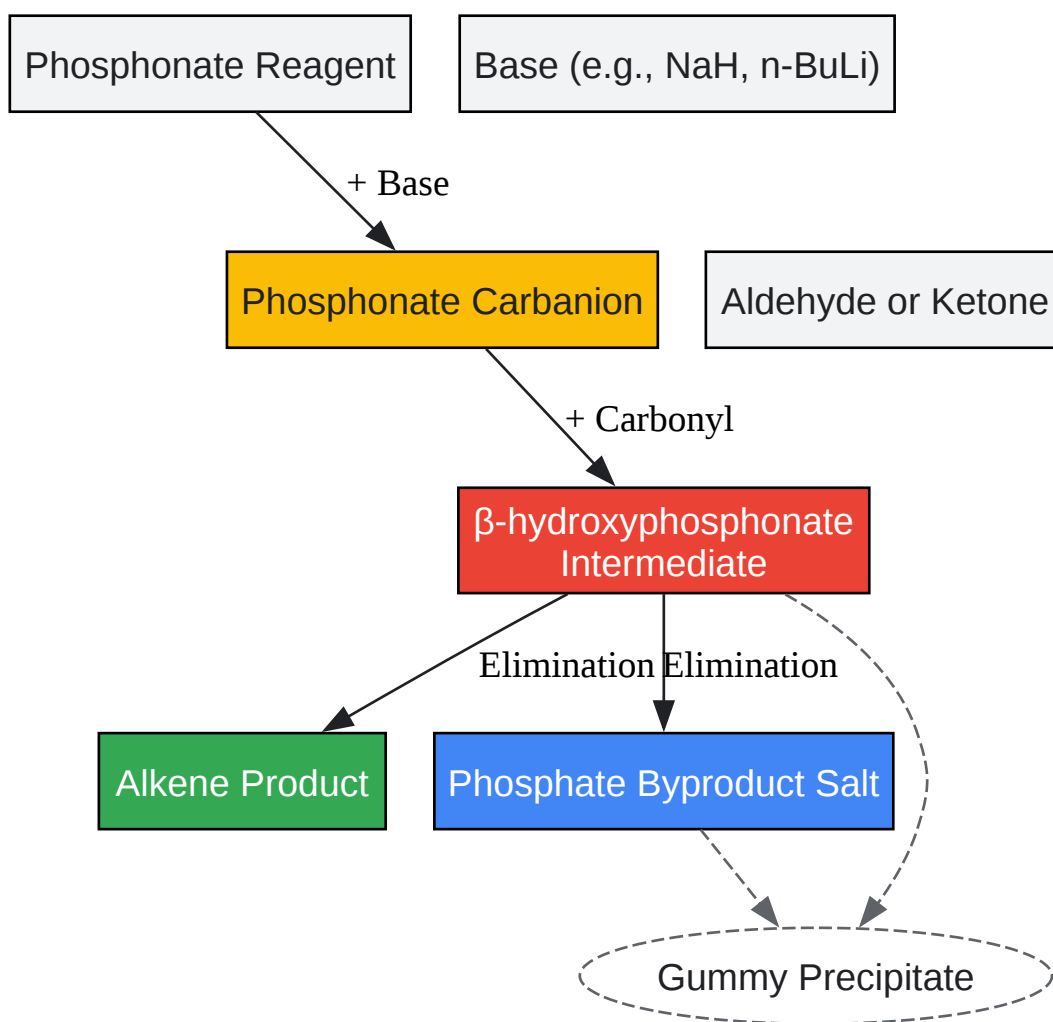 Phosphonate Reagent
Base (e.g., NaH, n-BuLi)
+ Base
Phosphonate Carbanion
Aldehyde or Ketone
+ Carbonyl
β-hydroxyphosphonate
Intermediate
Elimination
Elimination
Alkene Product
Phosphate Byproduct Salt
Gummy Precipitate